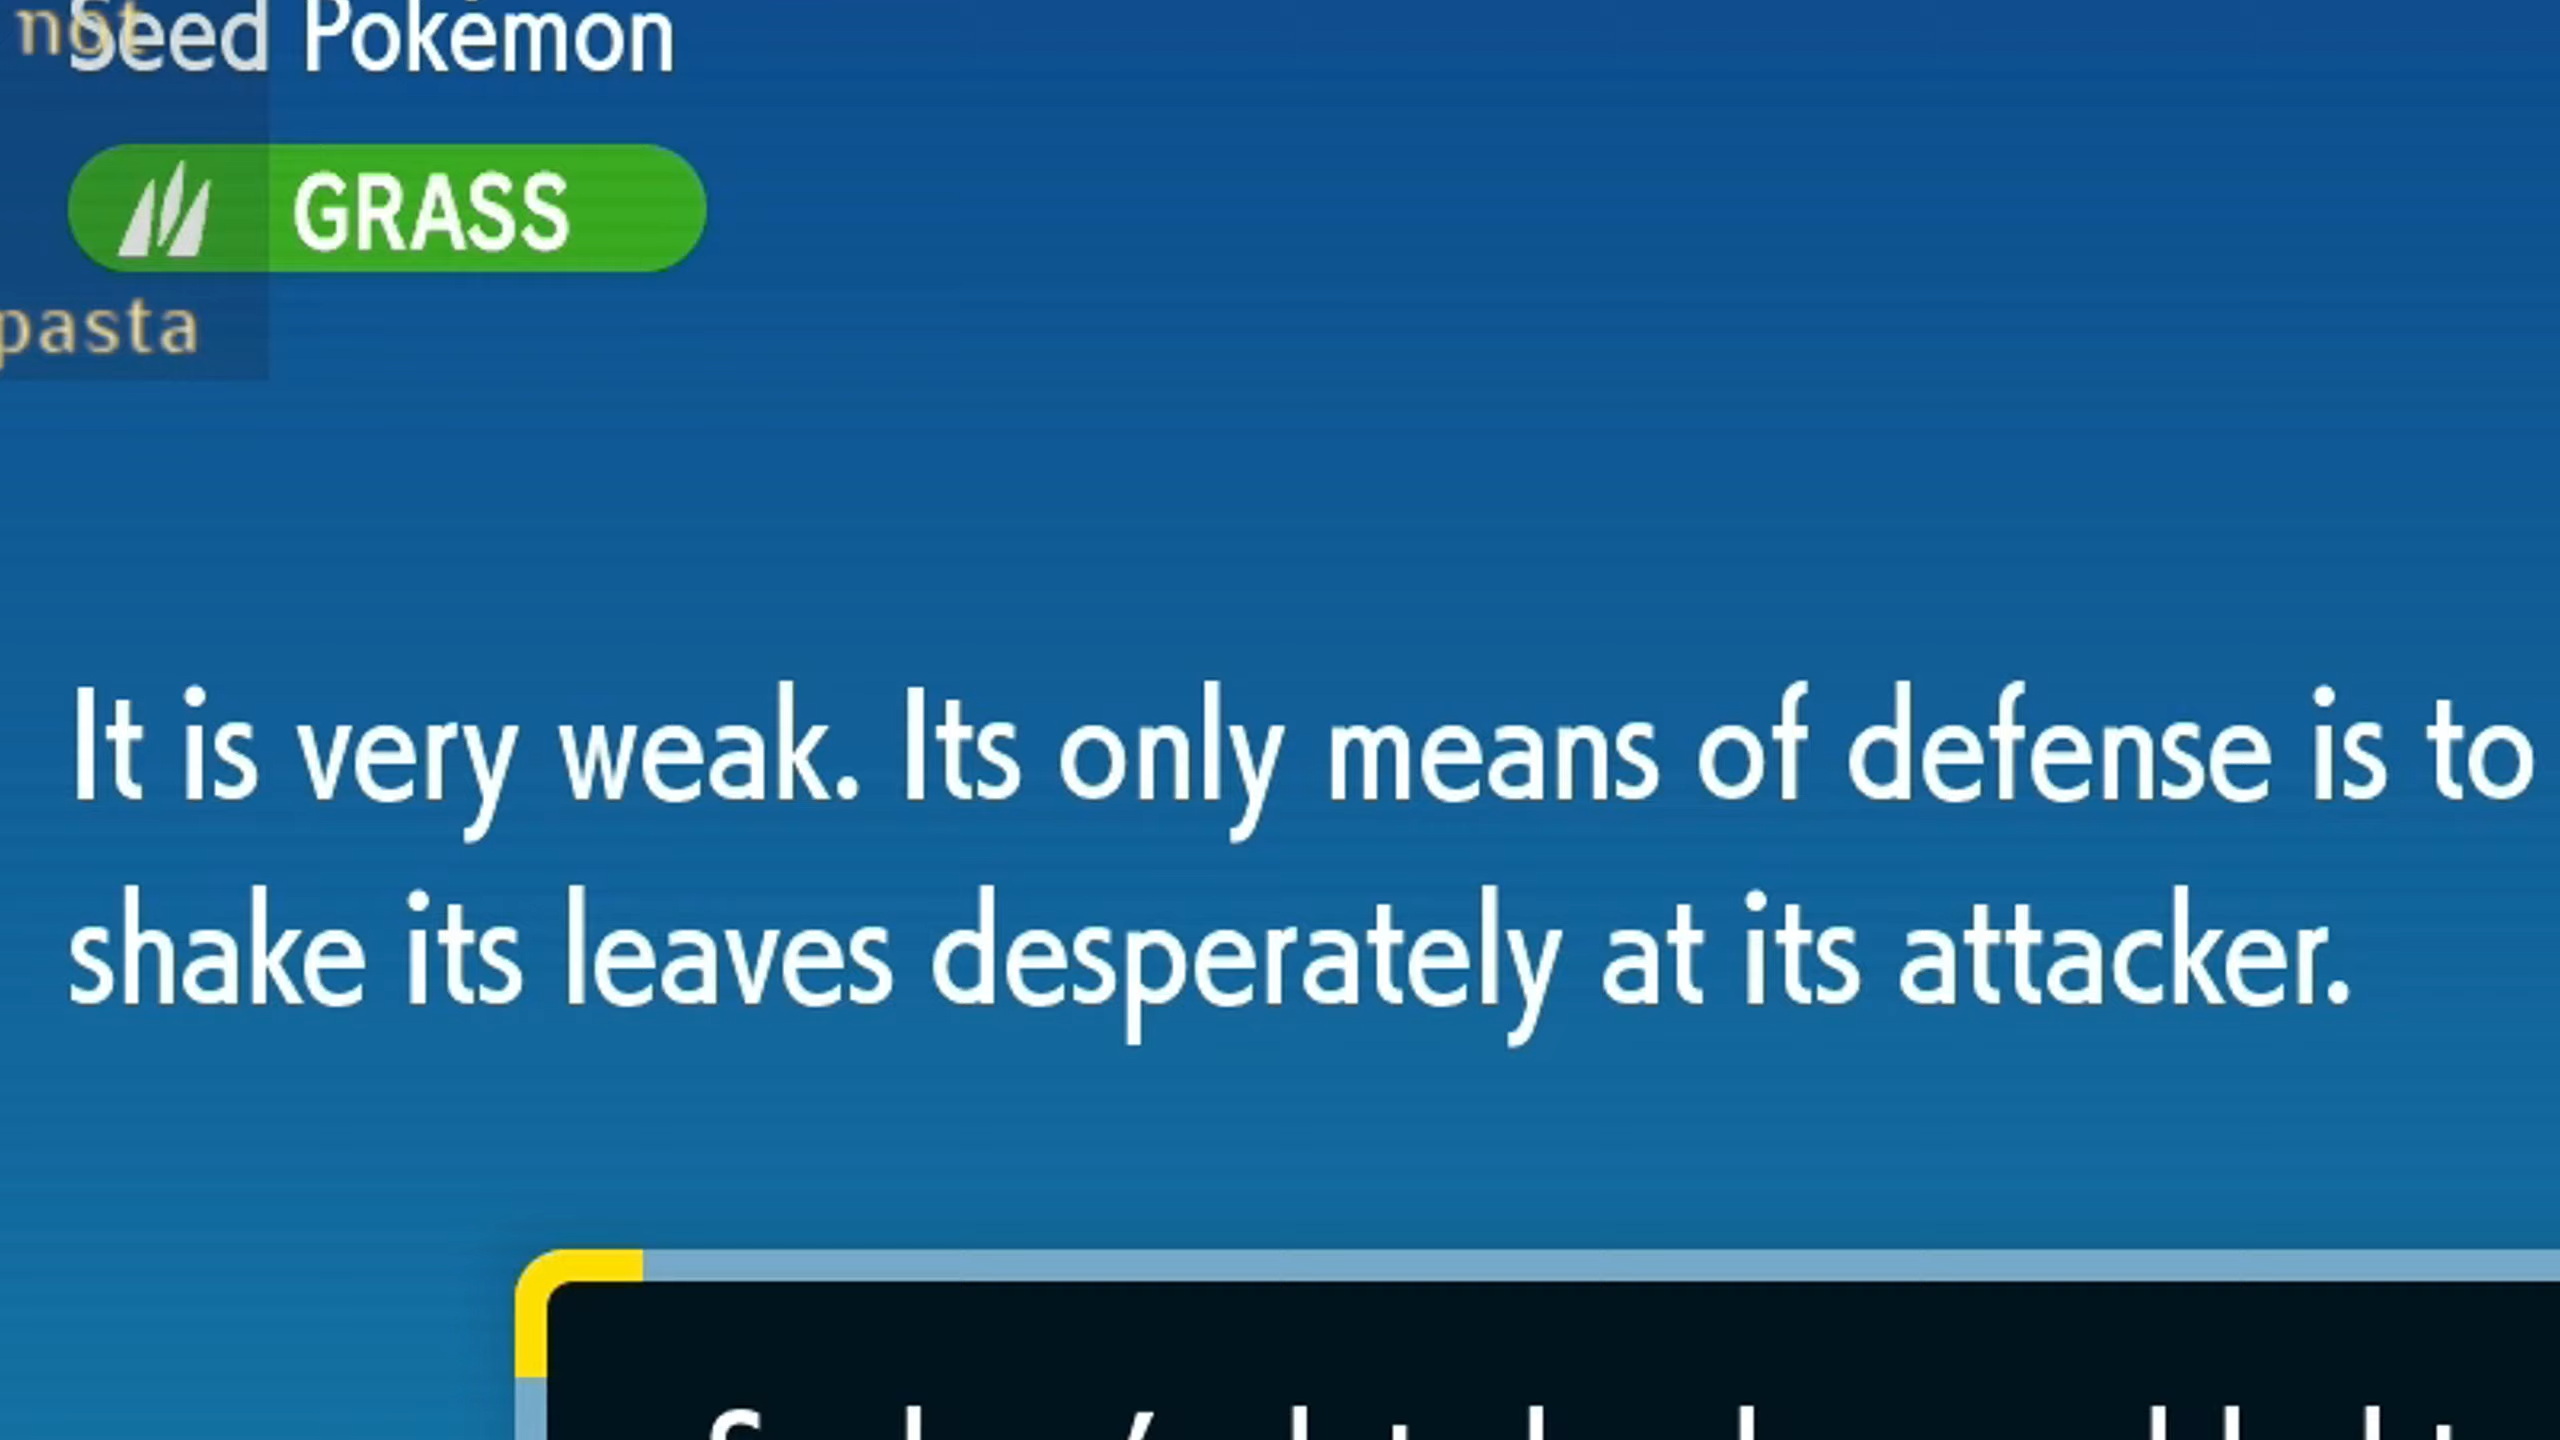 not
Seed Pokémon
GRASS
pasta
It is very weak. Its only means of defense is to
shake its leaves desperately at its attacker.